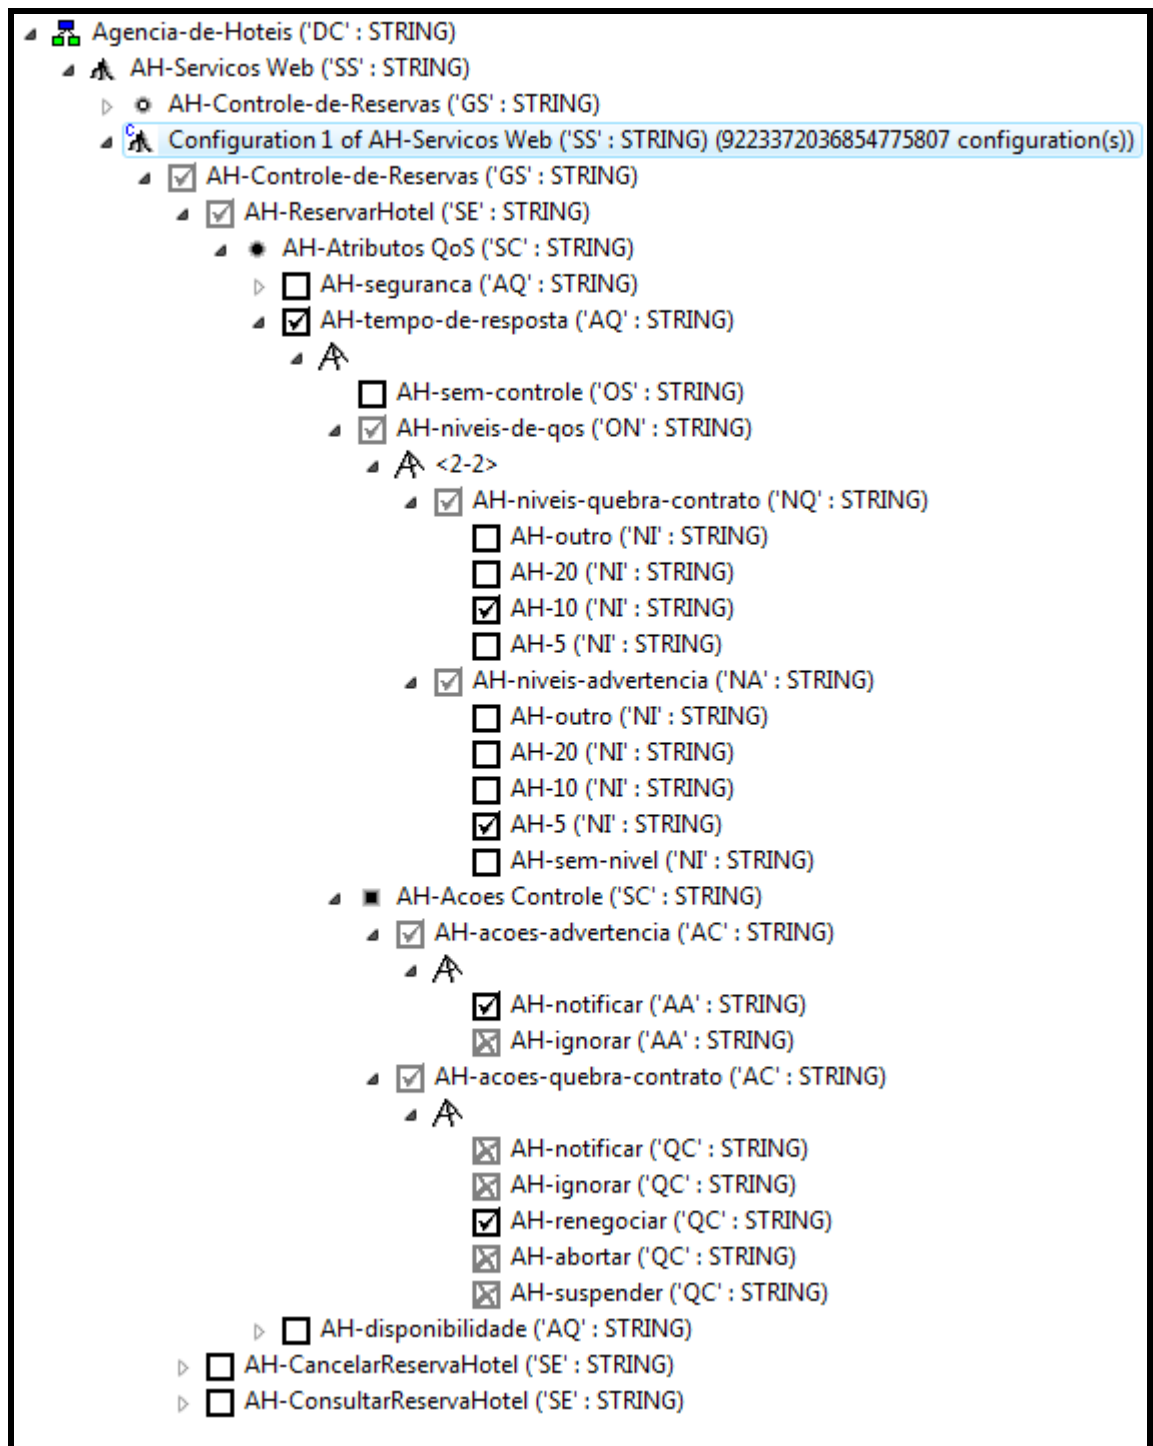 Agencia-de-Hoteis ('DC' : STRING)
AH-Servicos Web ('SS' : STRING)
AH-Controle-de-Reservas ('GS' : STRING)
Configuration 1 of AH-Servicos Web ('SS' : STRING) (9223372036854775807 configuration(s))
AH-Controle-de-Reservas ('GS' : STRING)
AH-ReservarHotel ('SE' : STRING)
AH-Atributos QoS ('SC' : STRING)
AH-seguranca ('AQ' : STRING)
AH-tempo-de-resposta ('AQ' : STRING)
AH-sem-controle ('OS' : STRING)
AH-niveis-de-qos ('ON' : STRING)
<2-2>
AH-niveis-quebra-contrato ('NQ' : STRING)
AH-outro ('NI' : STRING)
AH-20 ('NI' : STRING)
AH-10 ('NI' : STRING)
AH-5 ('NI' : STRING)
AH-niveis-advertencia ('NA' : STRING)
AH-outro ('NI' : STRING)
AH-20 ('NI' : STRING)
AH-10 ('NI' : STRING)
AH-5 ('NI' : STRING)
AH-sem-nivel ('NI' : STRING)
AH-Acoes Controle ('SC' : STRING)
AH-acoes-advertencia ('AC' : STRING)
AH-notificar ('AA' : STRING)
AH-ignorar ('AA' : STRING)
AH-acoes-quebra-contrato ('AC' : STRING)
AH-notificar ('QC' : STRING)
AH-ignorar ('QC' : STRING)
AH-renegociar ('QC' : STRING)
AH-abortar ('QC' : STRING)
AH-suspender ('QC' : STRING)
AH-disponibilidade ('AQ' : STRING)
AH-CancelarReservaHotel ('SE' : STRING)
AH-ConsultarReservaHotel ('SE' : STRING)